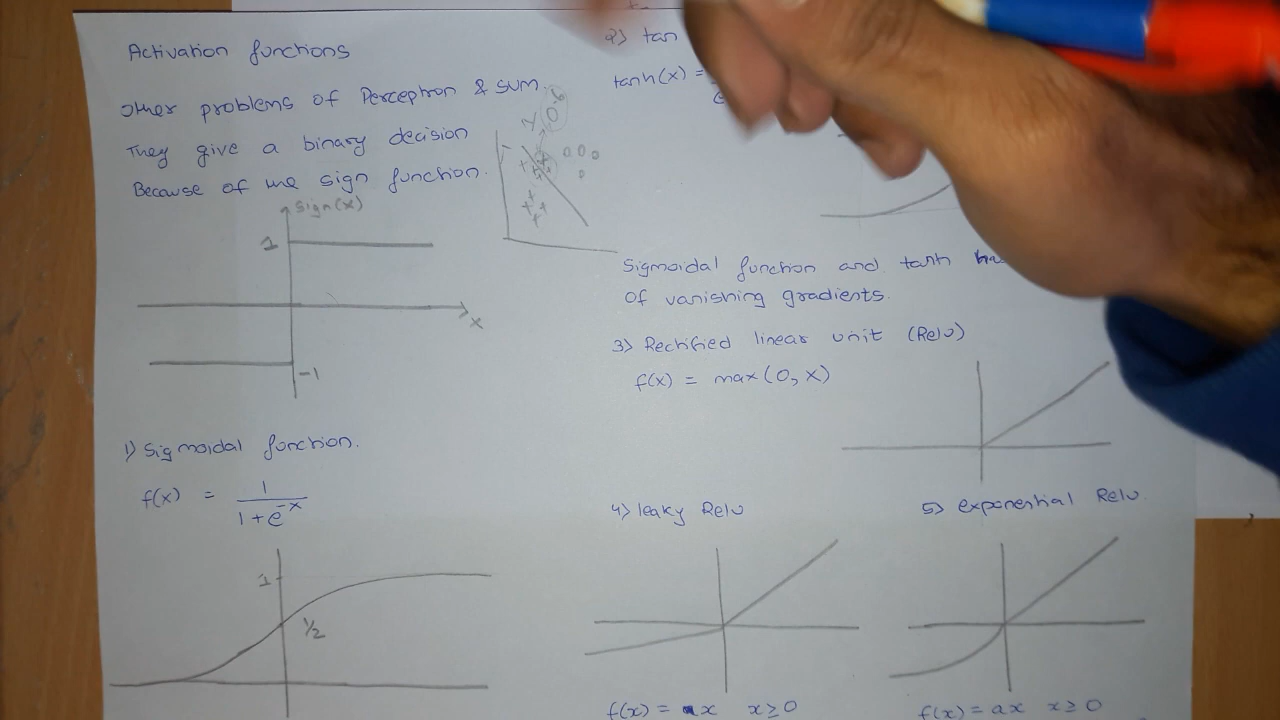 Activation functions
Other problems of Perceptron & SVM.
They give a binary decision
Because of the sign function.
Sign(x)
1
x
-1
1) Sigmoidal function.
f(x) = 1 / 1 + e^-x
1
1/2
2) tan
tanh(x) =
Sigmoidal function and tanh
of vanishing gradients.
3) Rectified linear unit (Relu)
f(x) = max(0, x)
4) leaky Relu
f(x) = x x≥0
5) exponential Relu
f(x) = ax x≥0